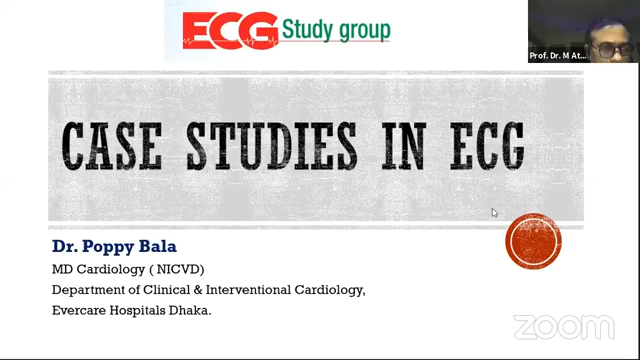 ECG Study group
Prof. Dr. M At...
CASE STUDIES IN ECG
Dr. Poppy Bala
MD Cardiology ( NICVD)
Department of Clinical & Interventional Cardiology,
Evercare Hospitals Dhaka.
zoom